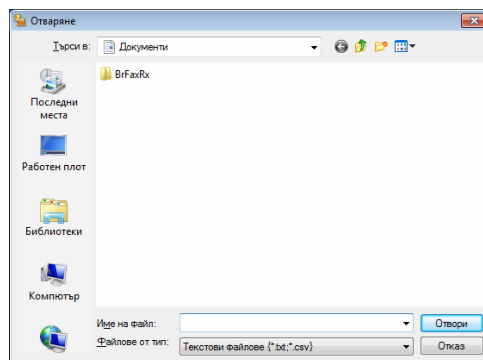 Отваряне
Търси в:
Документи
BrFaxRx
Последни
места
Работен плот
Библиотеки
Компютър
Име на файл:
Отвори
Файлове от тип:
Текстови файлове {*.txt;*.csv}
Отказ